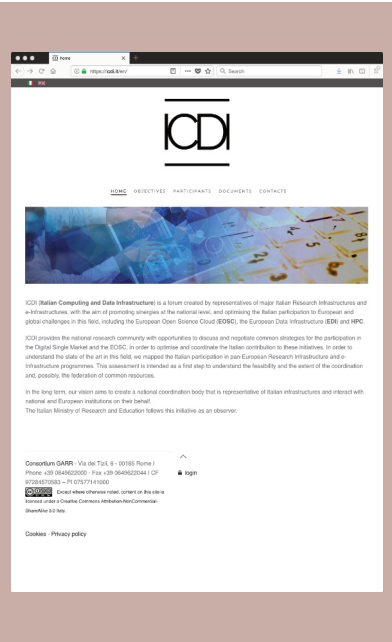 home
https://icdi.it/en/
Search
ICDI
HOME OBJECTIVES PARTICIPANTS DOCUMENTS CONTACTS
ICDI (Italian Computing and Data Infrastructure) is a forum created by representatives of major Italian Research Infrastructures and
e-Infrastructures, with the aim of promoting synergies at the national level, and optimising the Italian participation to European and
global challenges in this field, including the European Open Science Cloud (EOSC), the European Data Infrastructure (EDI) and HPC.
ICDI provides the national research community with opportunities to discuss and negotiate common strategies for the participation in
the Digital Single Market and the EOSC, in order to optimise and coordinate the Italian contribution to these initiatives. In order to
understand the state of the art in this field, we mapped the Italian participation in pan-European Research Infrastructure and e-
Infrastructure programmes. This assessment is intended as a first step to understand the feasibility and the extent of the coordination
and, possibly, the federation of common resources.
In the long term, our vision aims to create a national coordination body that is representative of Italian infrastructures and interact with
national and European institutions on their behalf.
The Italian Ministry of Research and Education follows this initiative as an observer.
Consortium GARR - Via dei Tizii, 6 - 00185 Rome I
Phone +39 0649622000 - Fax +39 0649622044 I CF
97284570583 – PI 07577141000
login
Except where otherwise noted, content on this site is
licensed under a Creative Commons Attribution-NonCommercial-
ShareAlike 3.0 Italy.
Cookies - Privacy policy